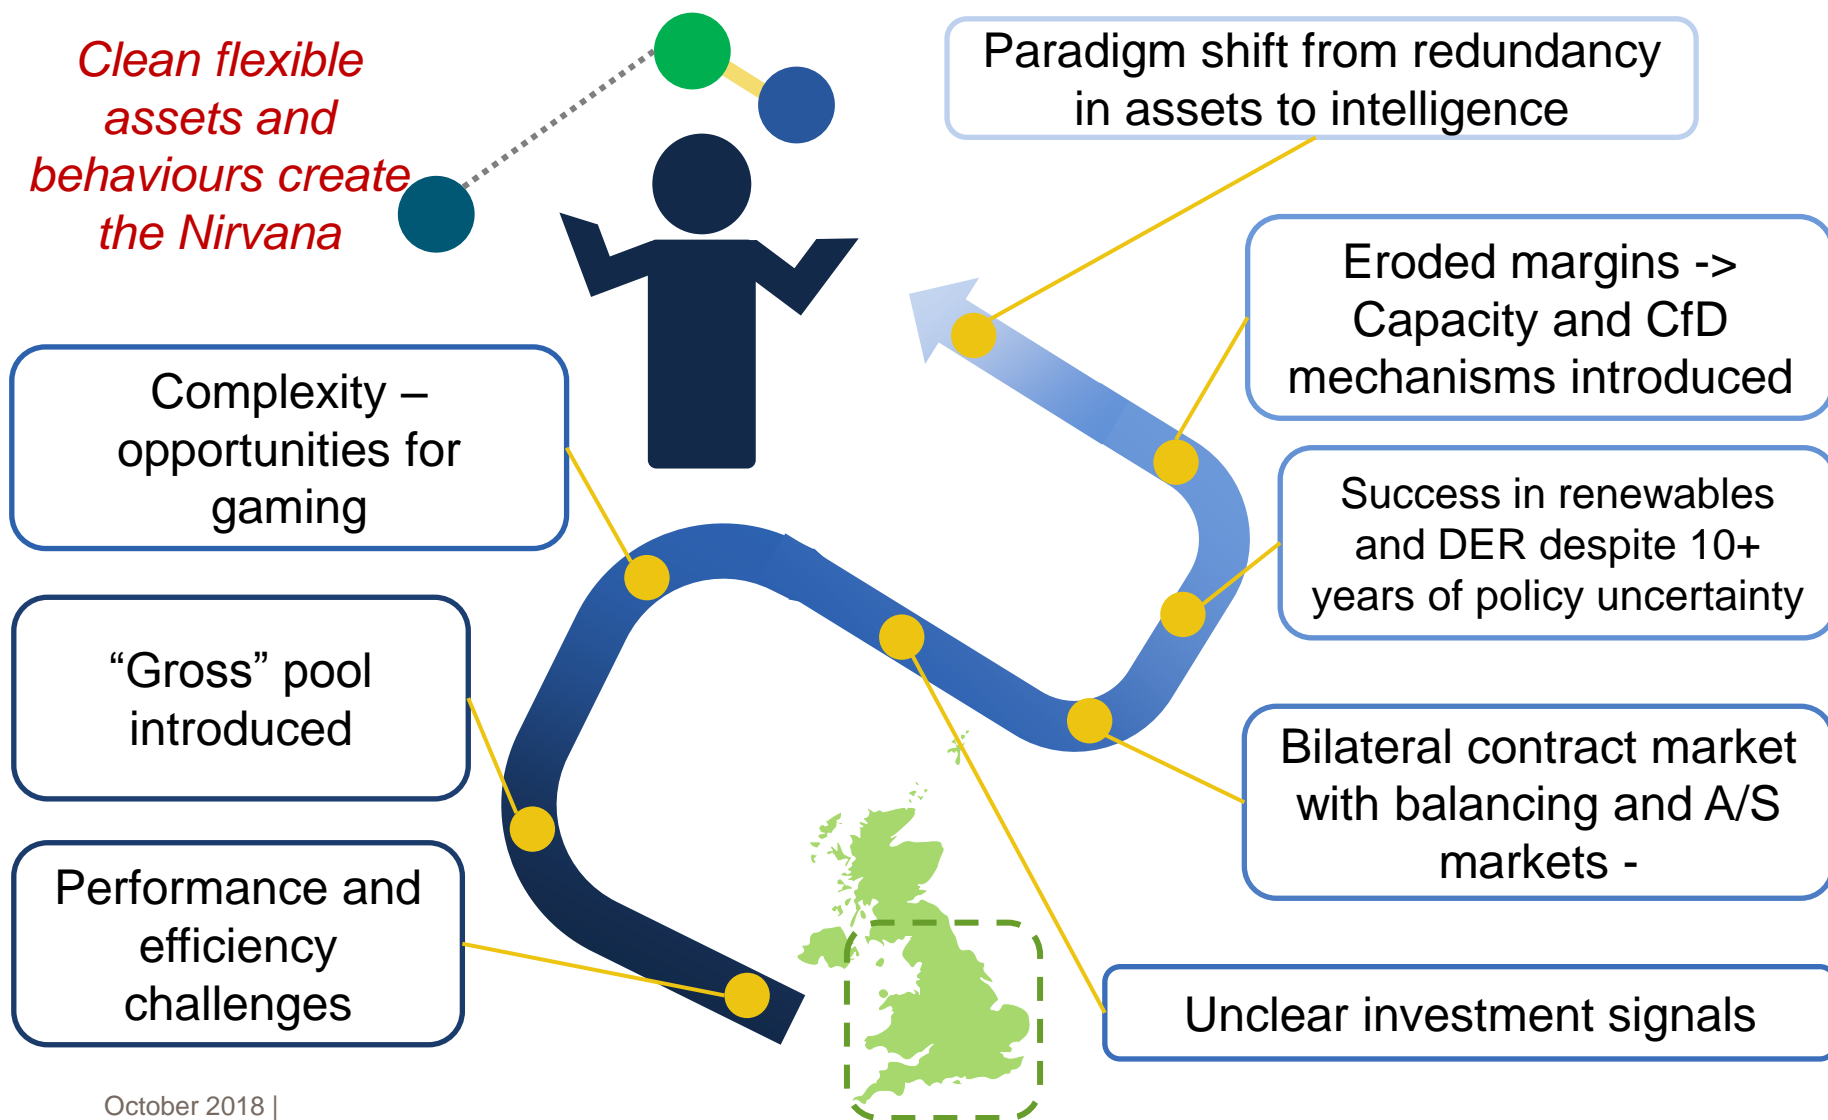 Clean flexible
assets and
behaviours create
the Nirvana
Paradigm shift from redundancy
in assets to intelligence
Eroded margins ->
Capacity and CfD
mechanisms introduced
Complexity –
opportunities for
gaming
Success in renewables
and DER despite 10+
years of policy uncertainty
“Gross” pool
introduced
Bilateral contract market
with balancing and A/S
markets -
Performance and
efficiency
challenges
Unclear investment signals
October 2018 |